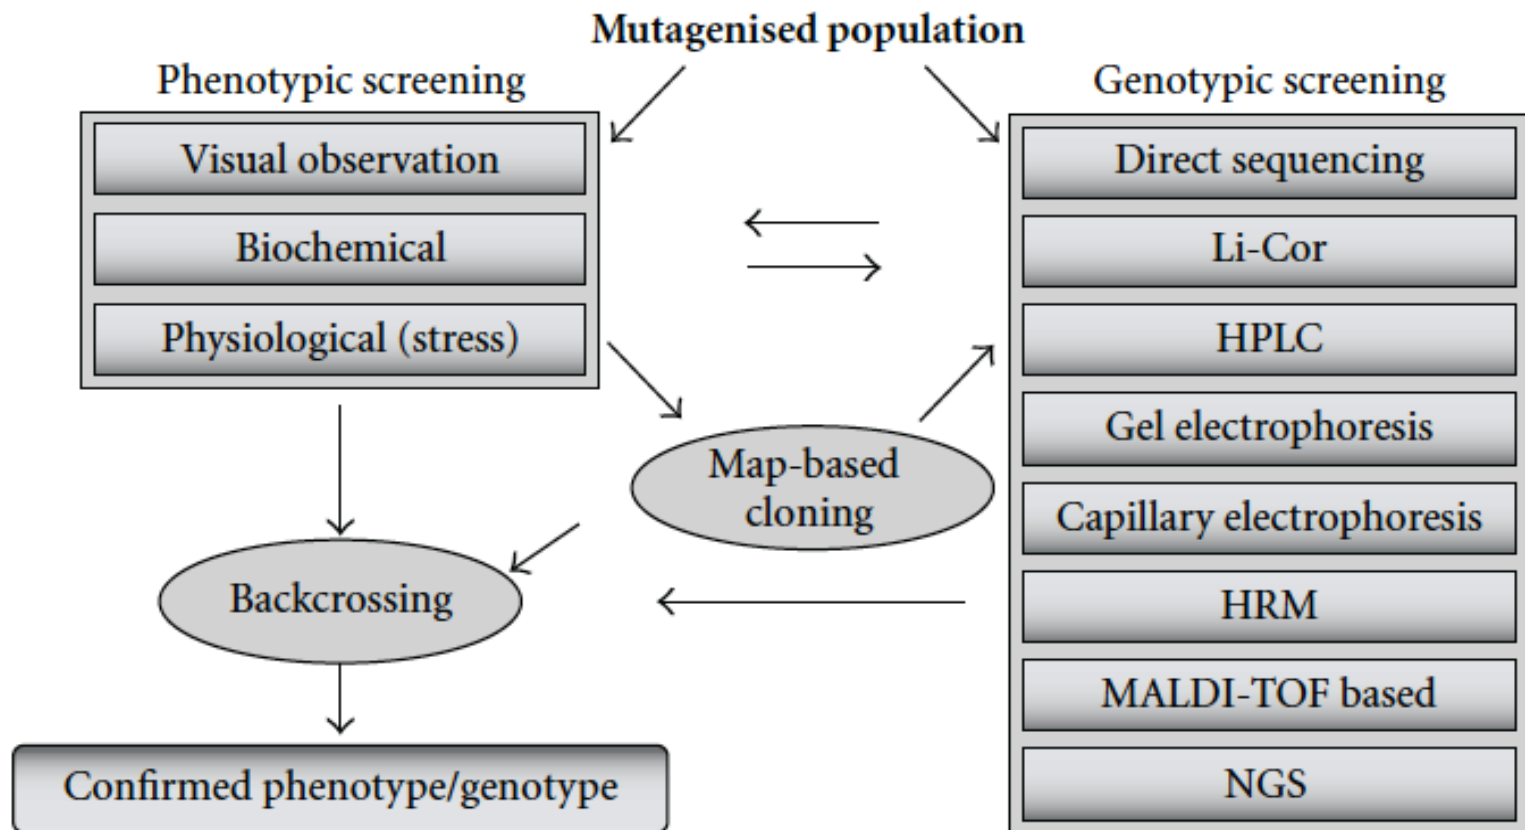 Mutagenised population
Phenotypic screening
Visual observation
Biochemical
Physiological (stress)
Genotypic screening
Direct sequencing
Li-Cor
HPLC
Gel electrophoresis
Capillary electrophoresis
HRM
MALDI-TOF based
NGS
Map-based
cloning
Backcrossing
Confirmed phenotype/genotype